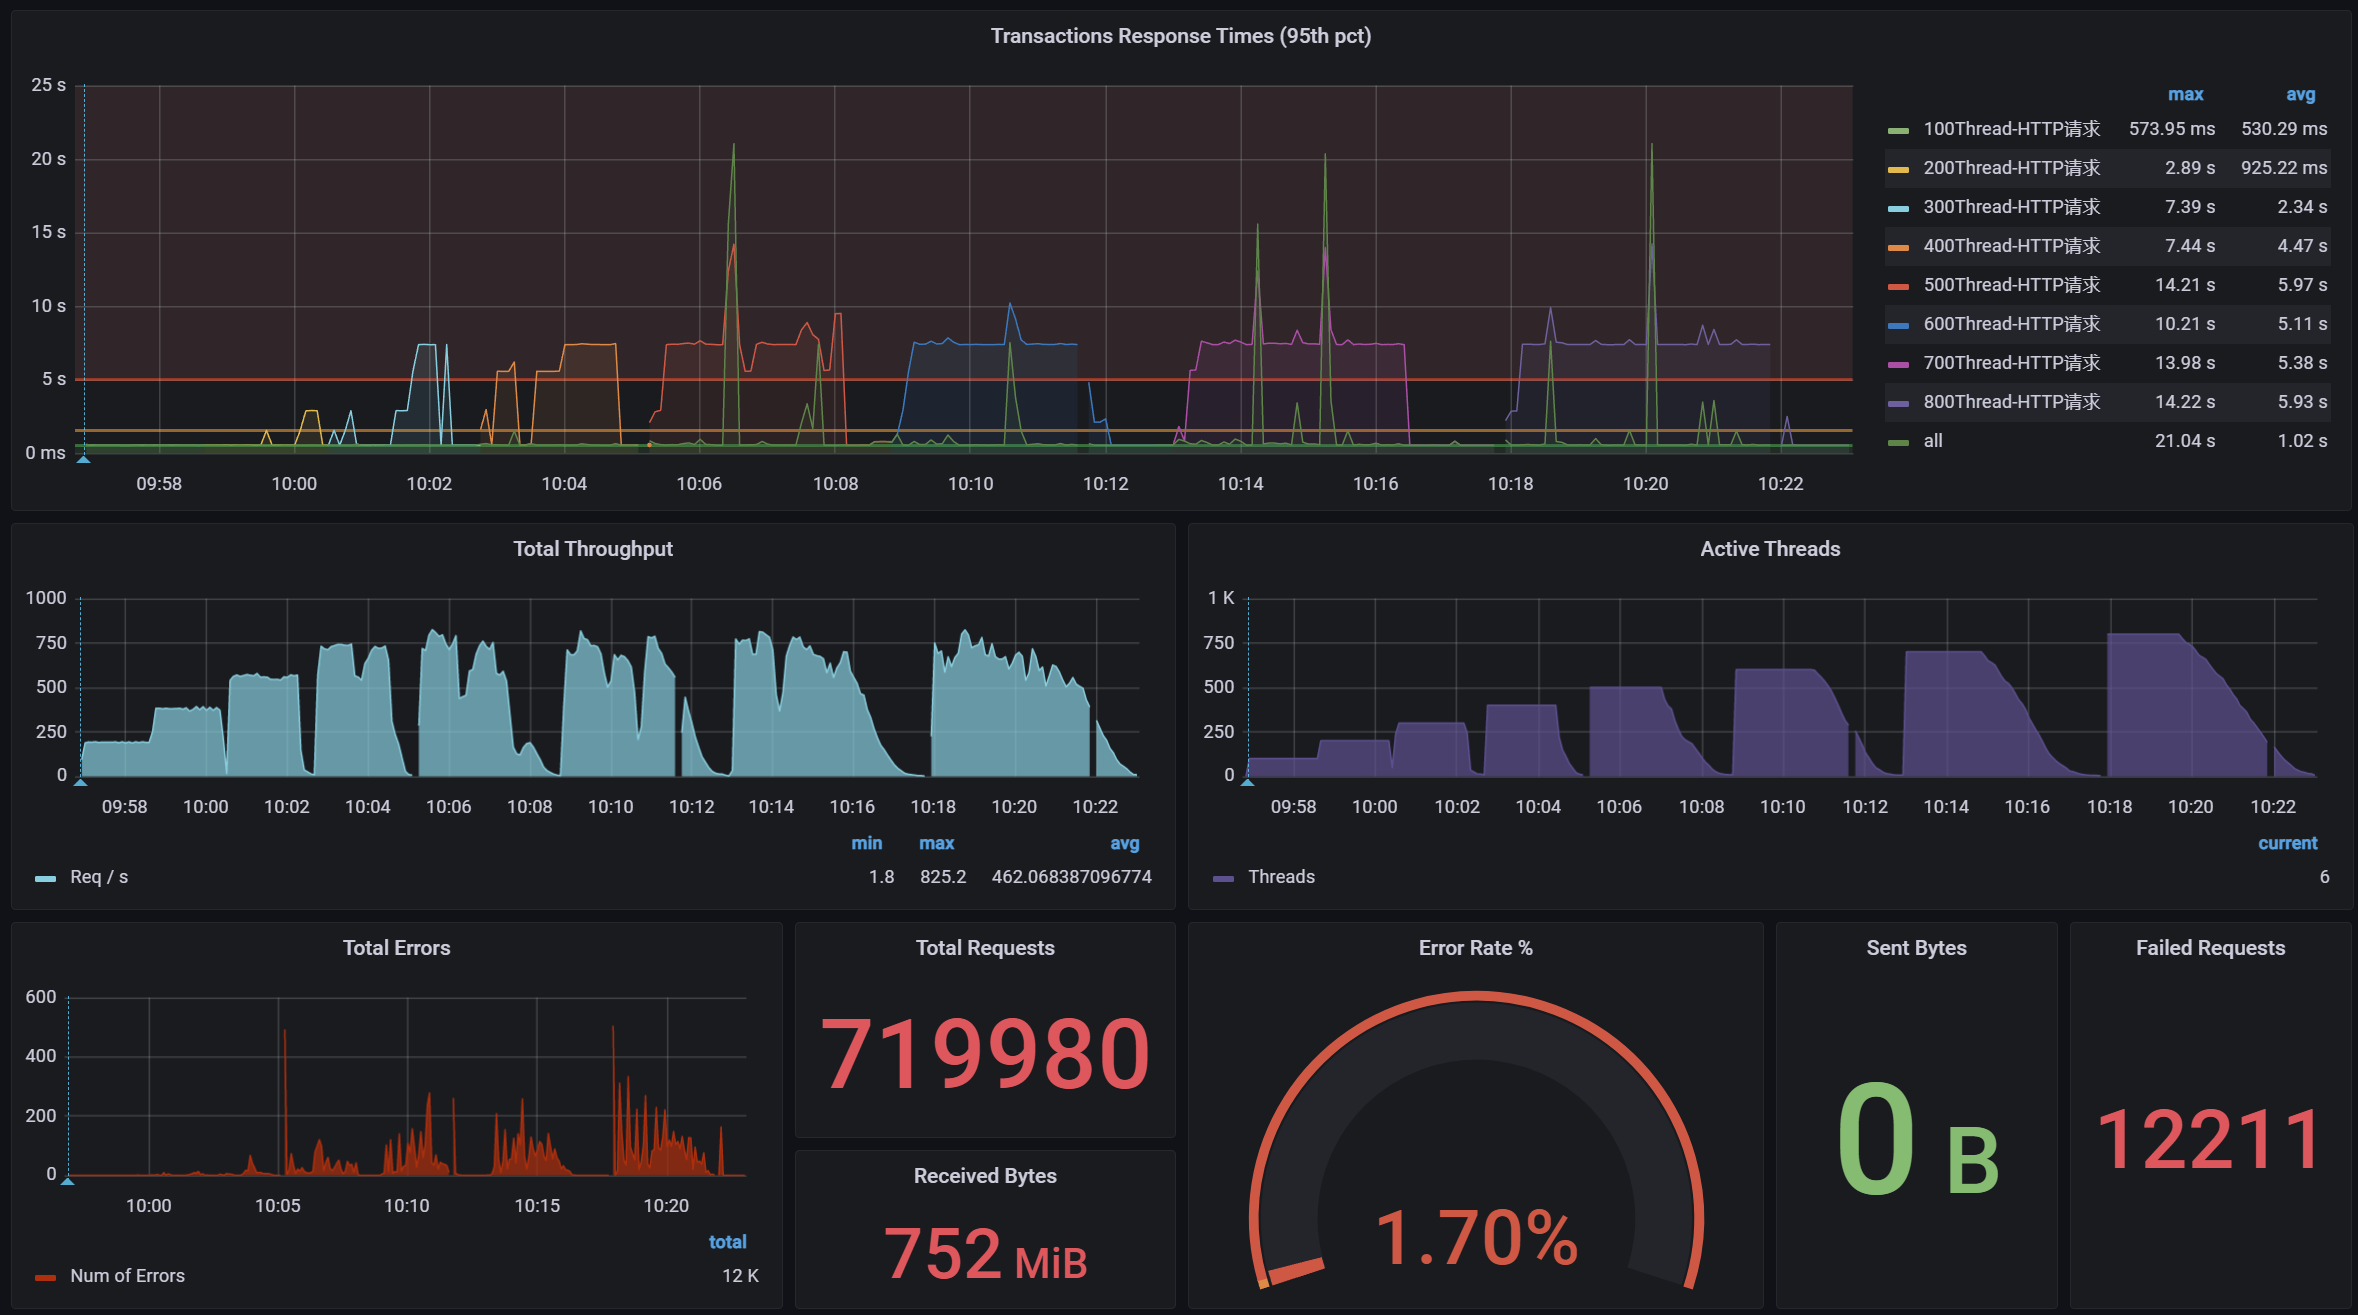 Transactions Response Times (95th pct)
25 s
20 s
15 s
10 s
5 s
0 ms
09:58 10:00 10:02 10:04 10:06 10:08 10:10 10:12 10:14 10:16 10:18 10:20 10:22
max avg
100Thread-HTTP请求 573.95 ms 530.29 ms
200Thread-HTTP请求 2.89 s 925.22 ms
300Thread-HTTP请求 7.39 s 2.34 s
400Thread-HTTP请求 7.44 s 4.47 s
500Thread-HTTP请求 14.21 s 5.97 s
600Thread-HTTP请求 10.21 s 5.11 s
700Thread-HTTP请求 13.98 s 5.38 s
800Thread-HTTP请求 14.22 s 5.93 s
all 21.04 s 1.02 s
Total Throughput
1000
750
500
250
0
09:58 10:00 10:02 10:04 10:06 10:08 10:10 10:12 10:14 10:16 10:18 10:20 10:22
min max avg
Req / s 1.8 825.2 462.068387096774
Active Threads
1 K
750
500
250
0
09:58 10:00 10:02 10:04 10:06 10:08 10:10 10:12 10:14 10:16 10:18 10:20 10:22
current
Threads 6
Total Errors
600
400
200
0
10:00 10:05 10:10 10:15 10:20
total
Num of Errors 12 K
Total Requests
719980
Received Bytes
752 MiB
Error Rate %
1.70%
Sent Bytes
0 B
Failed Requests
12211